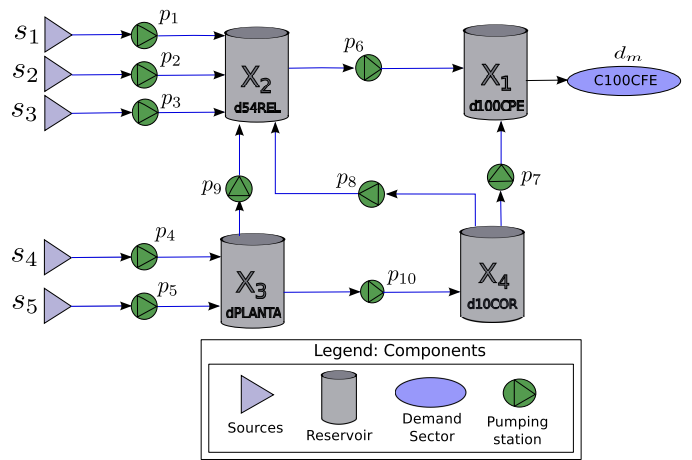 s1 p1
s2 p2
s3 p3
X2
d54REL
p6
X1
d100CPE
dm
C100CFE
p9
p8
p7
s4 p4
s5 p5
X3
dPLANTA
p10
X4
d10COR
Legend: Components
Sources
Reservoir
Demand
Sector
Pumping
station